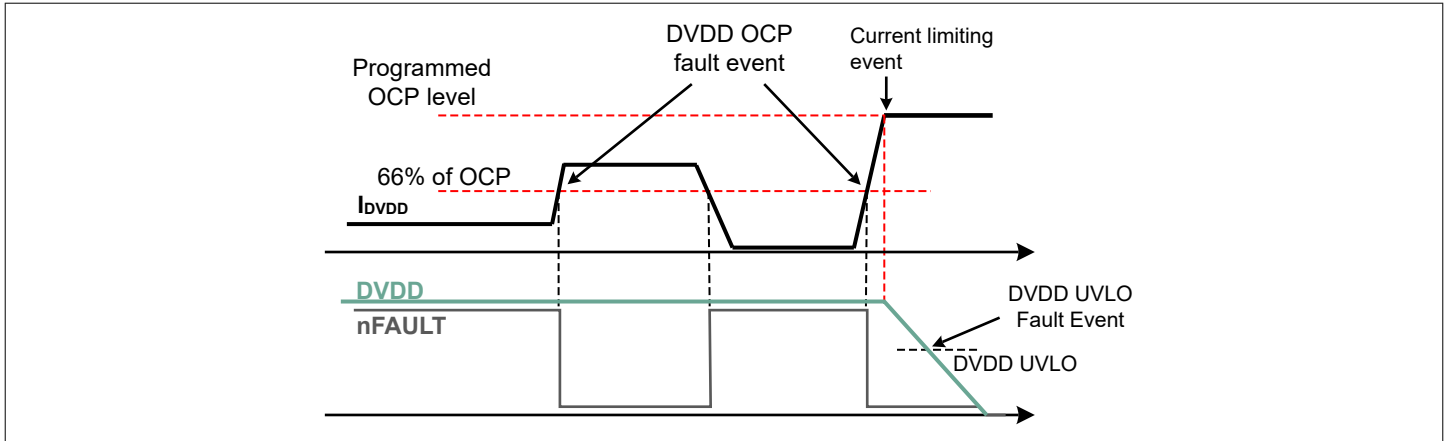 DVDD OCP
fault event
Current limiting
event
Programmed
OCP level
66% of OCP
IDVDD
DVDD
nFAULT
DVDD UVLO
Fault Event
DVDD UVLO